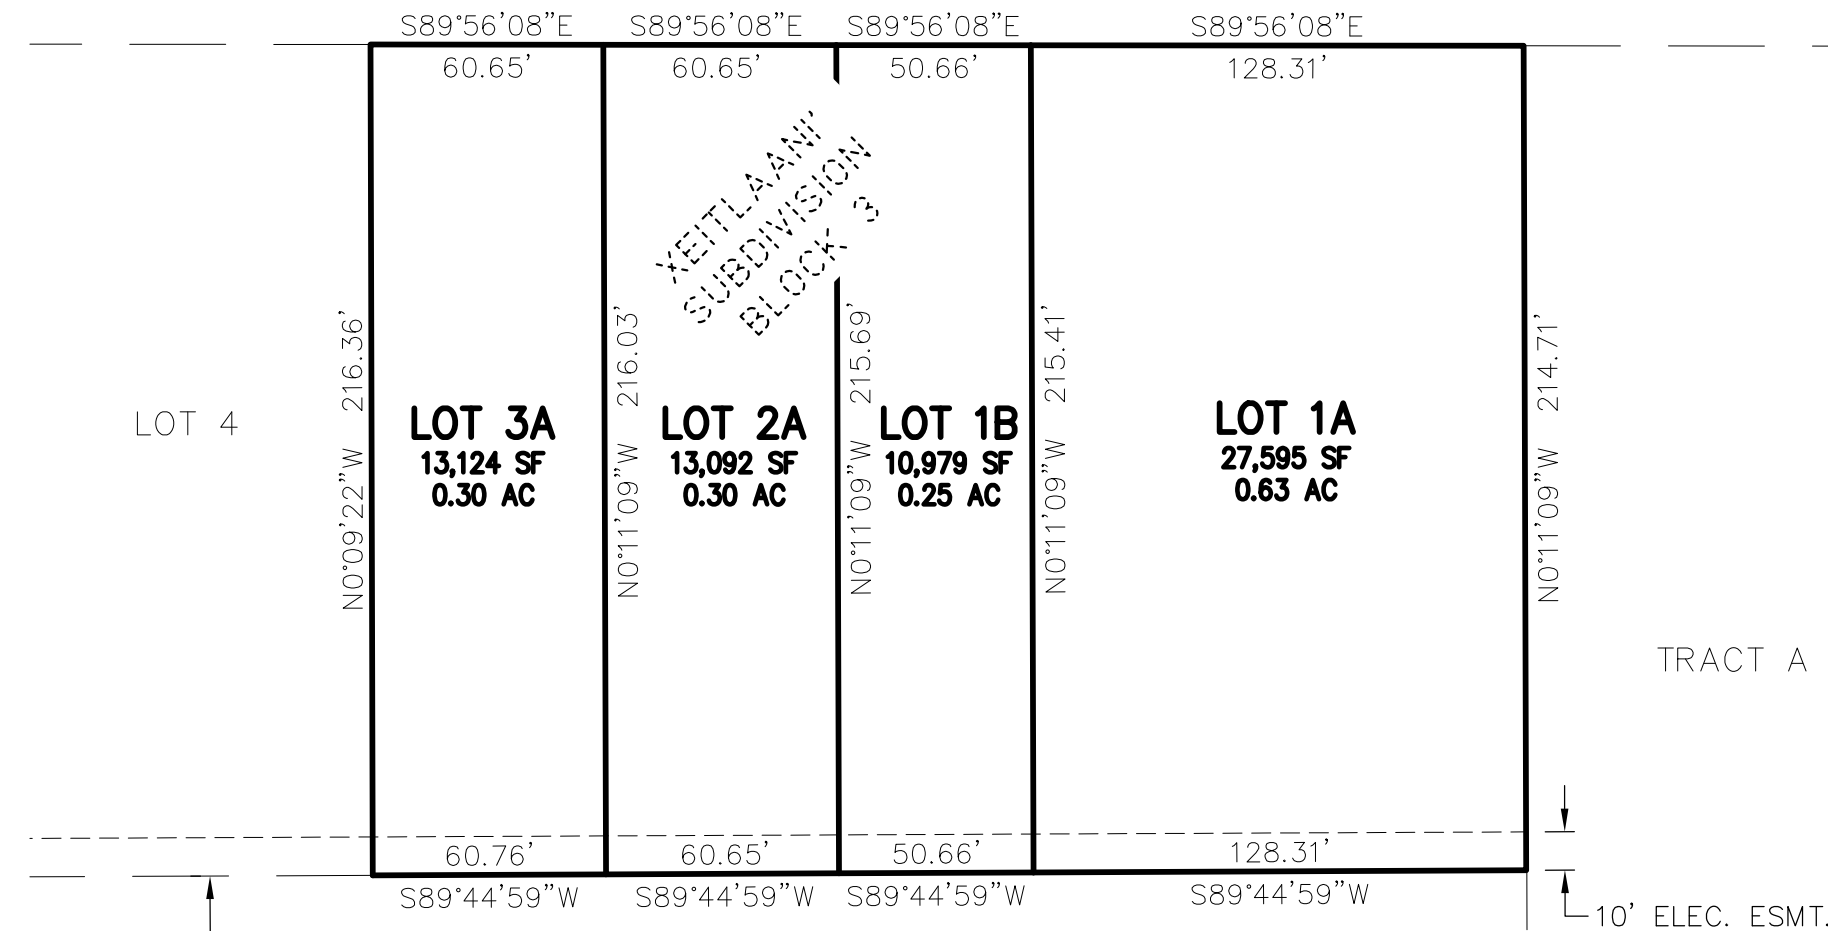 S89°56'08"E
S89°56'08"E
S89°56'08"E
S89°56'08"E
60.65'
60.65'
50.66'
128.31'
XEITLAANI
SUBDIVISION
BLOCK 3
N0°09'22"W 216.36'
N0°11'09"W 216.03'
N0°11'09"W 215.69'
N0°11'09"W 215.41'
N0°11'09"W 214.71'
LOT 4
LOT 3A
13,124 SF
0.30 AC
LOT 2A
13,092 SF
0.30 AC
LOT 1B
10,979 SF
0.25 AC
LOT 1A
27,595 SF
0.63 AC
TRACT A
60.76'
60.65'
50.66'
128.31'
S89°44'59"W
S89°44'59"W
S89°44'59"W
S89°44'59"W
10' ELEC. ESMT.